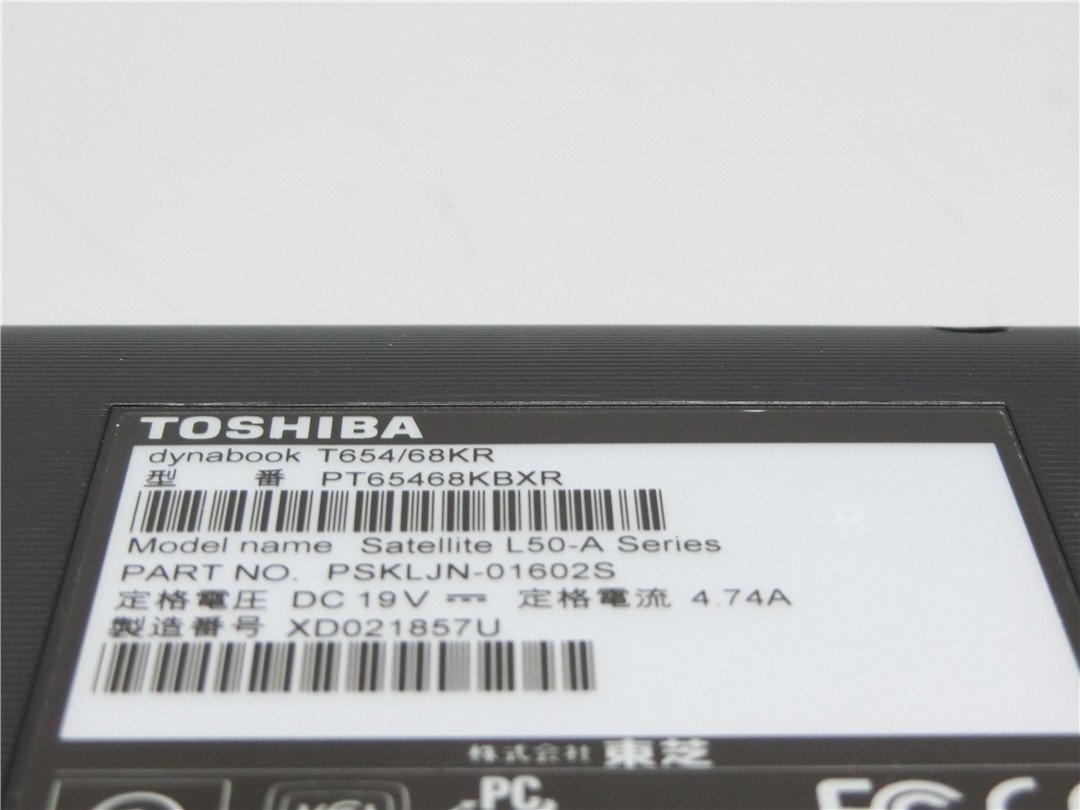 TOSHIBA
dynabook T654/68KR
型 番 PT65468KBXR
Model name Satellite L50-A Series
PART NO. PSKLJN-01602S
定格電圧 DC 19V ⎓ 定格電流 4.74A
製造番号 XD021857U
株式会社 東芝
PC